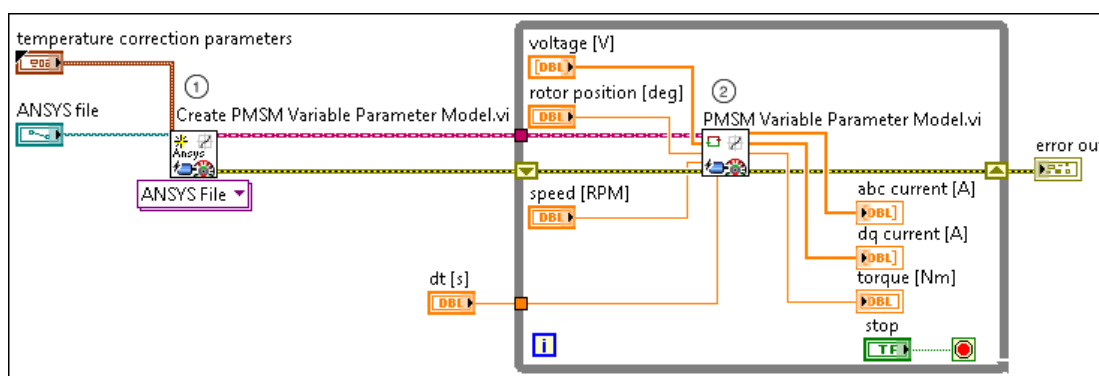 temperature correction parameters
ANSYS file
1
Create PMSM Variable Parameter Model.vi
Ansys
ANSYS File
voltage [V]
DBL
rotor position [deg]
DBL
2
PMSM Variable Parameter Model.vi
speed [RPM]
DBL
dt [s]
DBL
error out
abc current [A]
DBL
dq current [A]
DBL
torque [Nm]
DBL
stop
TF
i